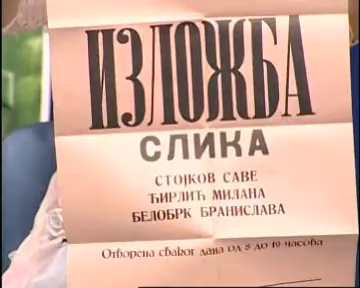 ИЗЛОЖБА
СЛИКА
СТОЈКОВ САВЕ
ЋИРЛИЋ МИЛАНА
БЕЛОБРК БРАНИСЛАВА
Отворена сваког дана од 8 до 19 часова